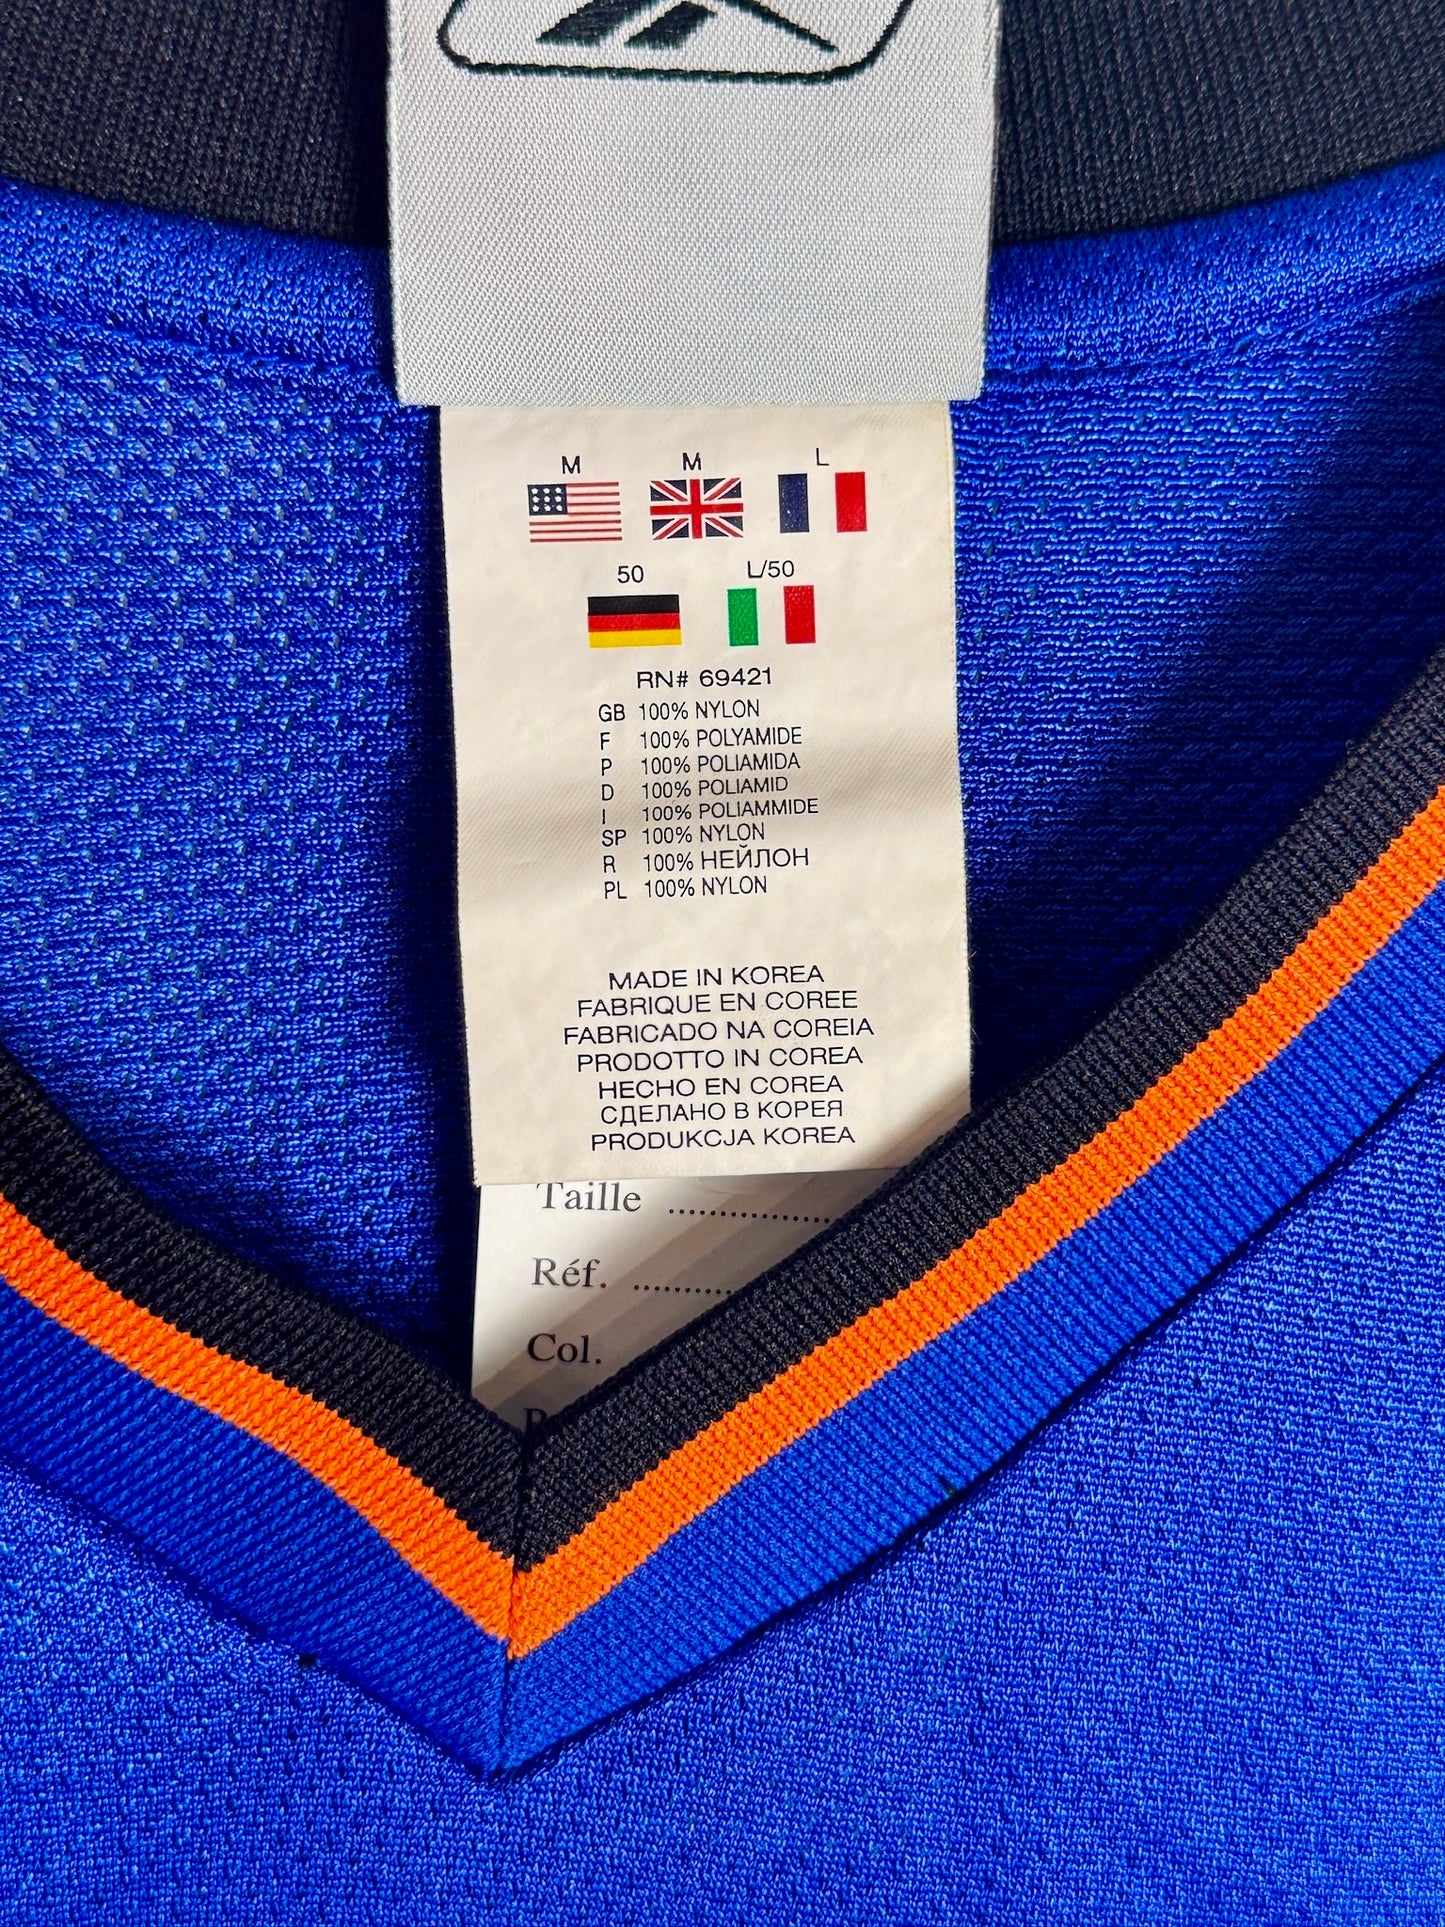 M M L
50 L/50
RN# 69421
GB 100% NYLON
F 100% POLYAMIDE
P 100% POLIAMIDA
D 100% POLIAMID
I 100% POLIAMMIDE
SP 100% NYLON
R 100% НЕЙЛОН
PL 100% NYLON
MADE IN KOREA
FABRIQUE EN COREE
FABRICADO NA COREIA
PRODOTTO IN COREA
HECHO EN COREA
СДЕЛАНО В КОРЕЯ
PRODUKCJA KOREA
Taille ..................
Réf. ............
Col.